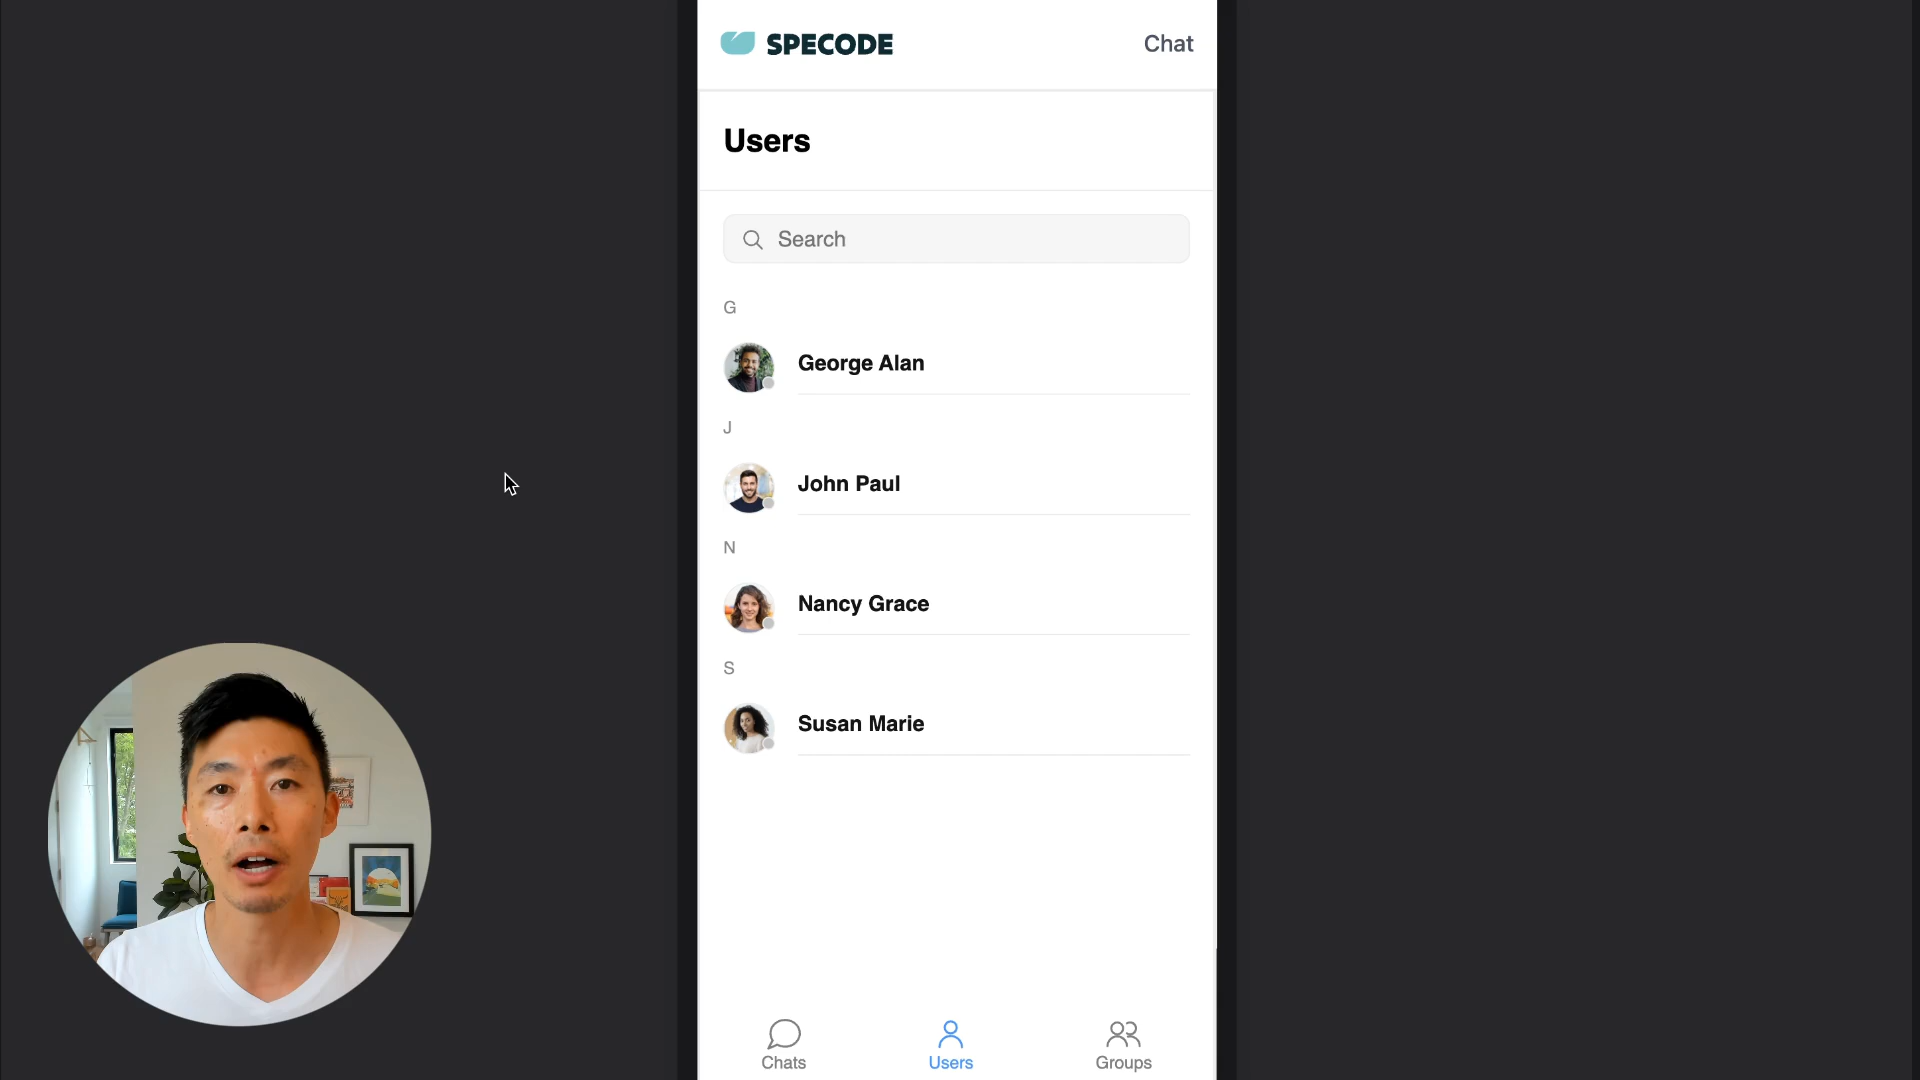 SPECODE
Chat
Users
Search
G
George Alan
J
John Paul
N
Nancy Grace
S
Susan Marie
Chats
Users
Groups